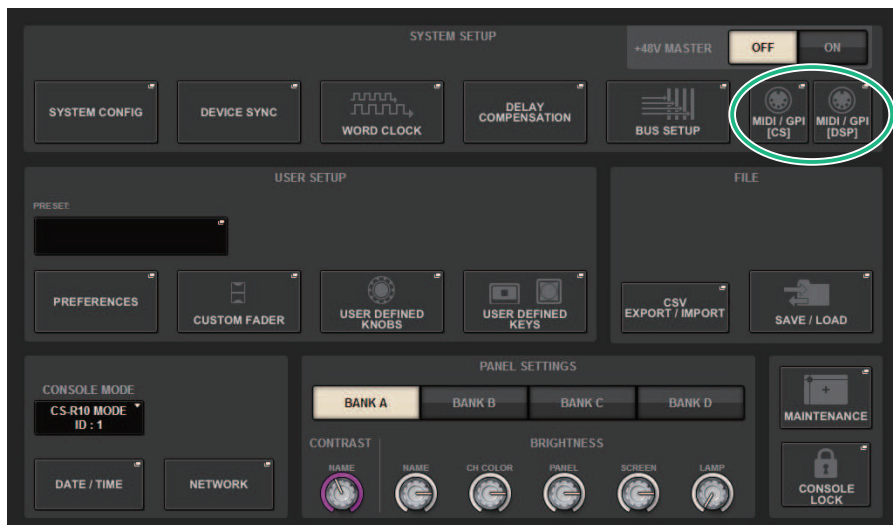 SYSTEM SETUP
+48V MASTER
OFF
ON
SYSTEM CONFIG
DEVICE SYNC
WORD CLOCK
DELAY
COMPENSATION
BUS SETUP
MIDI / GPI
[CS]
MIDI / GPI
[DSP]
USER SETUP
PRESET
PREFERENCES
CUSTOM FADER
USER DEFINED
KNOBS
USER DEFINED
KEYS
FILE
CSV
EXPORT / IMPORT
SAVE / LOAD
CONSOLE MODE
CS-R10 MODE
ID : 1
DATE / TIME
NETWORK
PANEL SETTINGS
BANK A
BANK B
BANK C
BANK D
CONTRAST
BRIGHTNESS
NAME
NAME
CH COLOR
PANEL
SCREEN
LAMP
MAINTENANCE
CONSOLE
LOCK